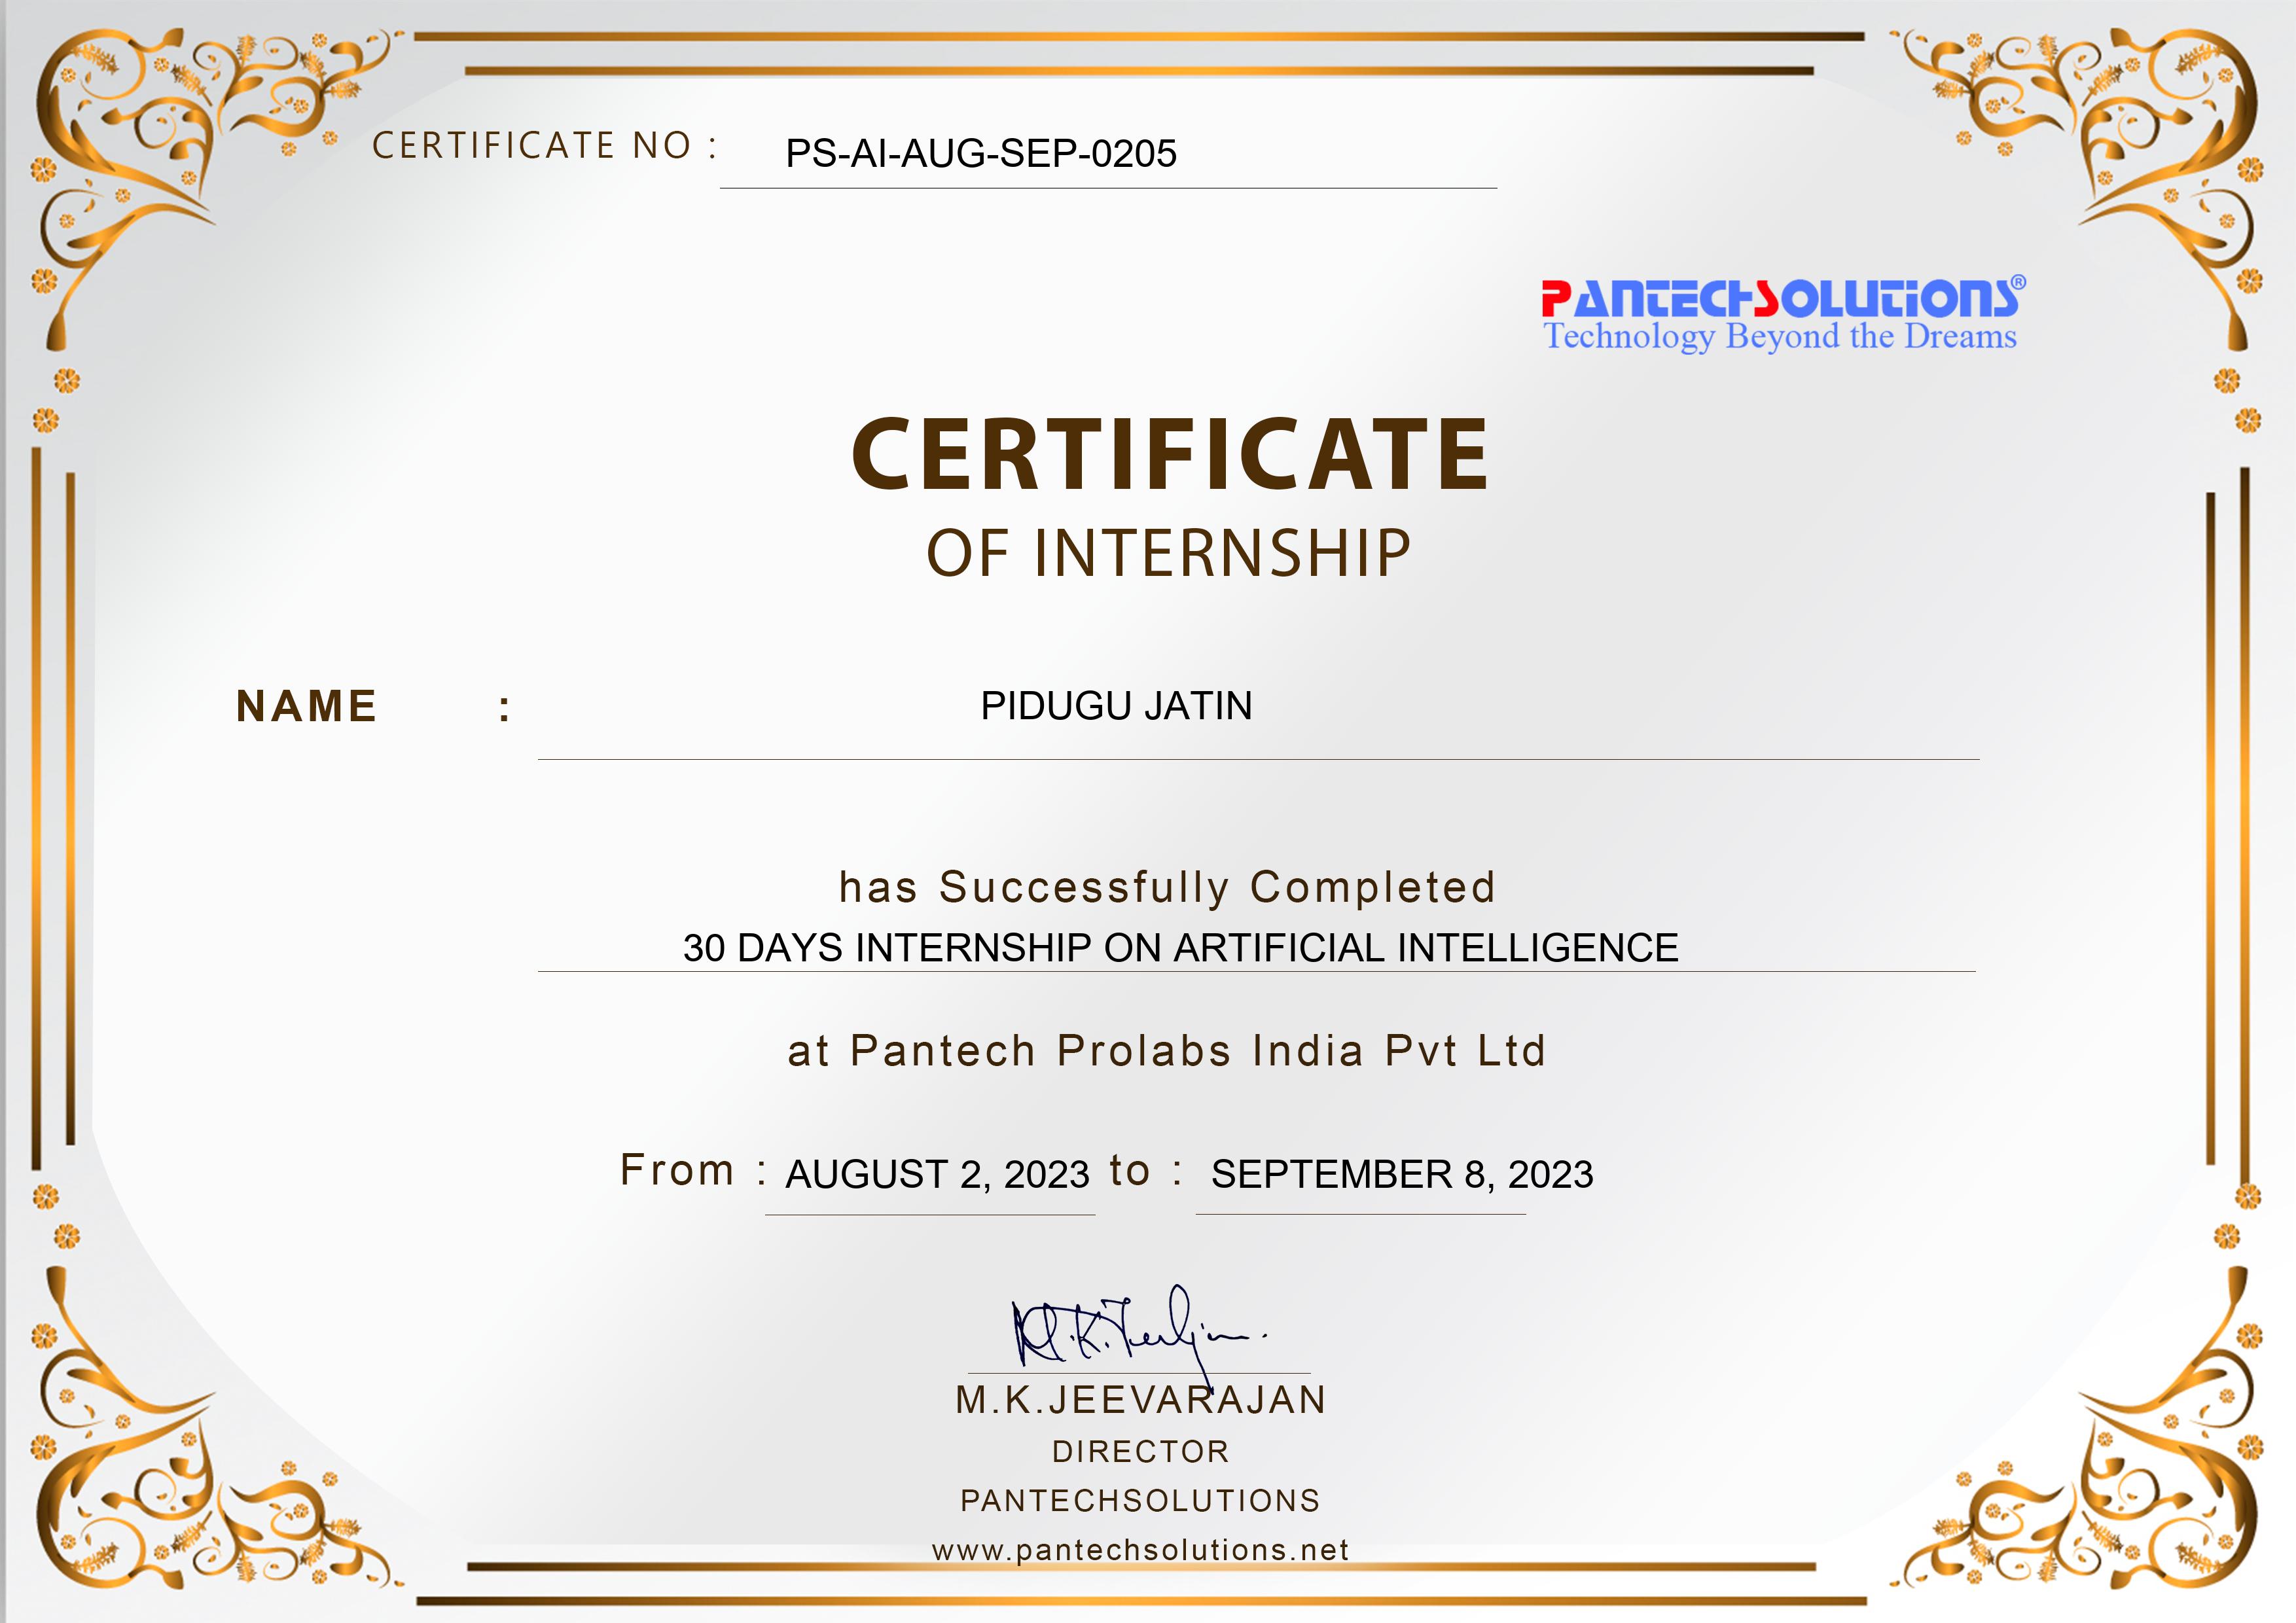 CERTIFICATE NO : PS-AI-AUG-SEP-0205
PANTECHSOLUTIONS®
Technology Beyond the Dreams
CERTIFICATE
OF INTERNSHIP
NAME : PIDUGU JATIN
has Successfully Completed
30 DAYS INTERNSHIP ON ARTIFICIAL INTELLIGENCE
at Pantech Prolabs India Pvt Ltd
From : AUGUST 2, 2023 to : SEPTEMBER 8, 2023
M.K.JEEVARAJAN
DIRECTOR
PANTECHSOLUTIONS
www.pantechsolutions.net